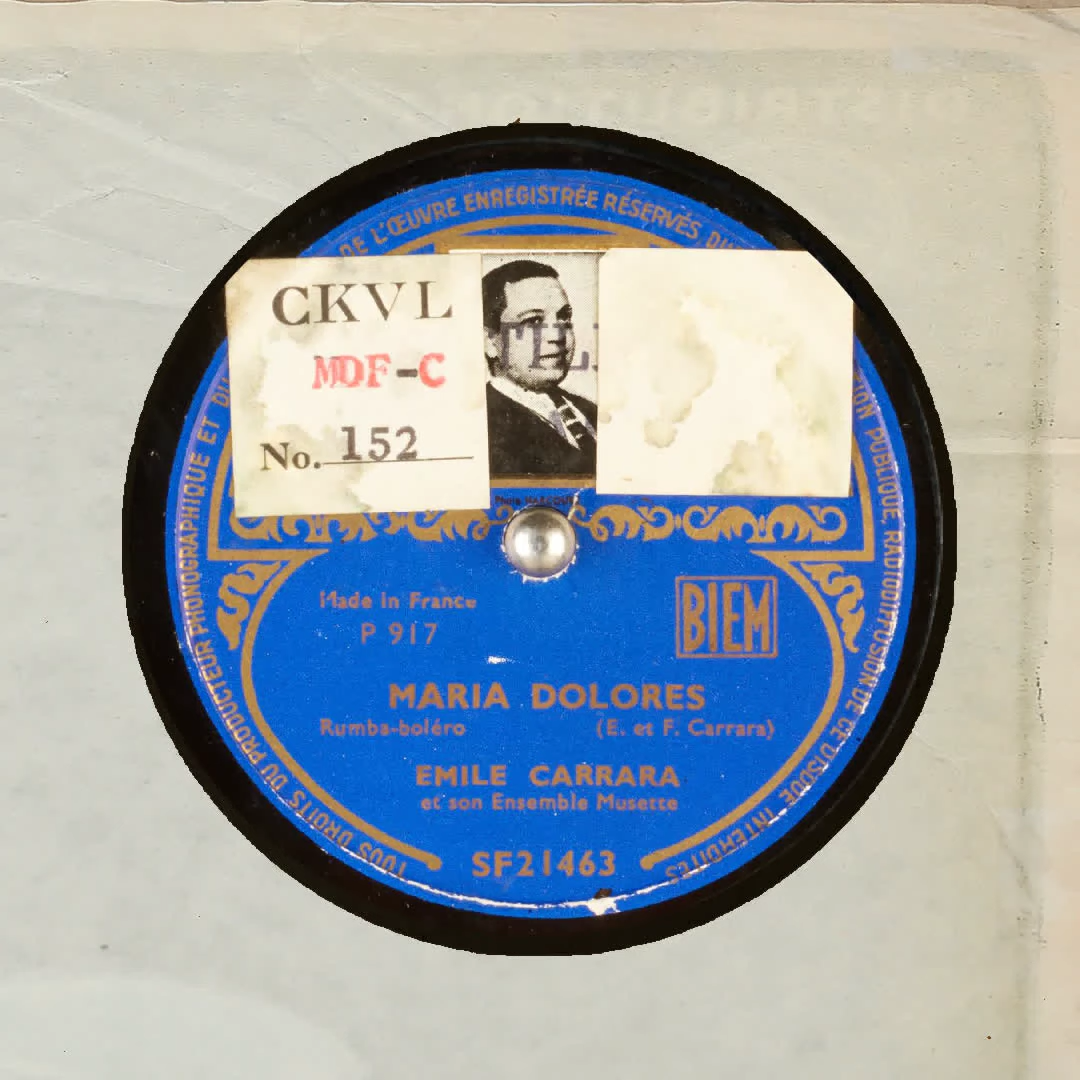 DE L'ŒUVRE ENREGISTRÉE RÉSERVÉS
CKVL
MDF-C
No. 152
Made in France
P 917
BIEM
MARIA DOLORES
Rumba-boléro
(E. et F. Carrara)
EMILE CARRARA
et son Ensemble Musette
SF21463
TOUS DROITS DU PRODUCTEUR PHONOGRAPHIQUE ET
PUBLIQUE RADIODIFFUSION DE CE DISQUE INTERDITES